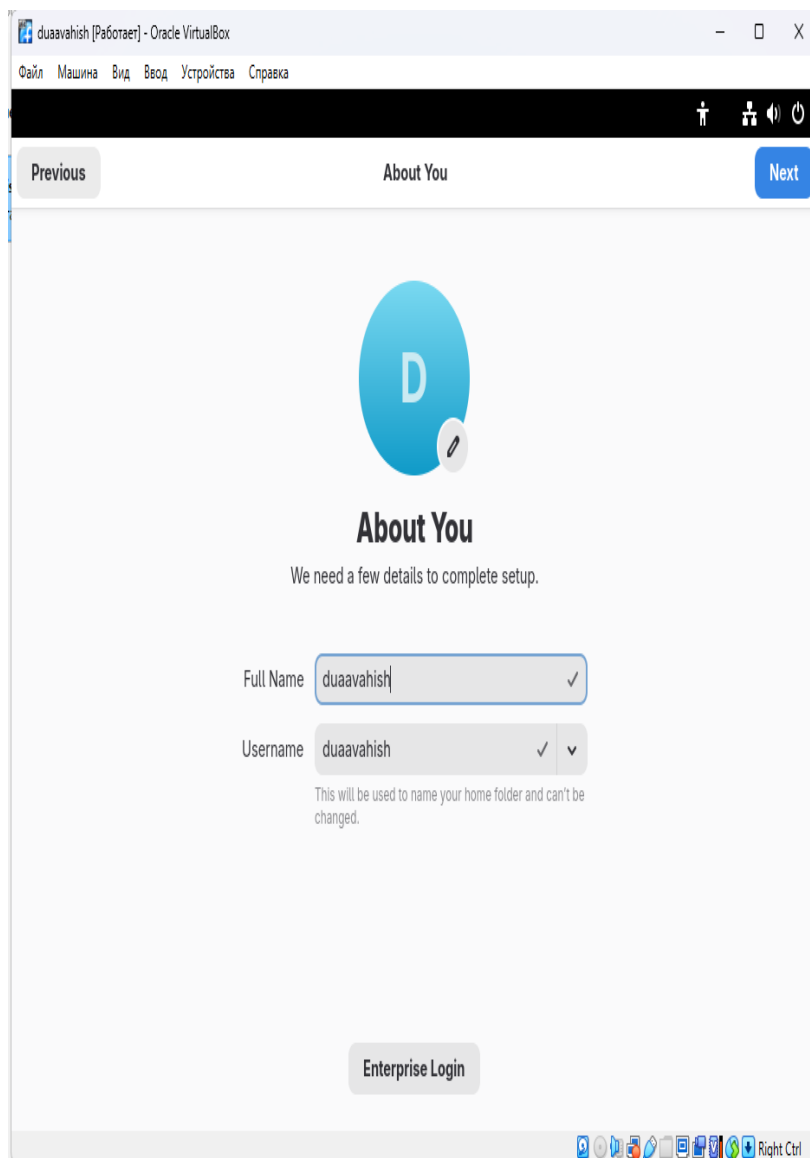 duaavahish [Работает] - Oracle VirtualBox
Файл Машина Вид Ввод Устройства Справка
Previous
About You
Next
D
About You
We need a few details to complete setup.
Full Name duaavahish
Username duaavahish
This will be used to name your home folder and can't be
changed.
Enterprise Login
Right Ctrl